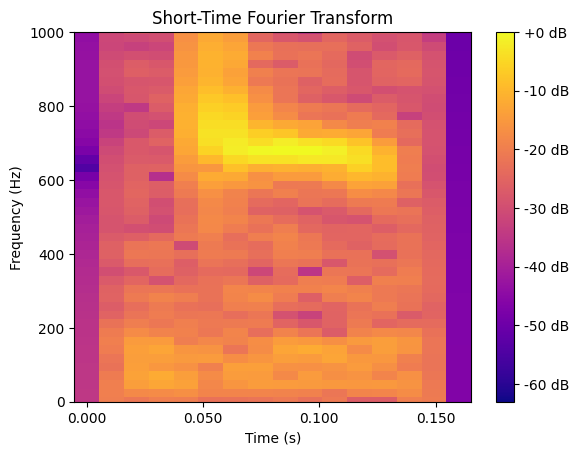 Short-Time Fourier Transform
1000
800
600
400
200
0
Frequency (Hz)
0.000
0.050
0.100
0.150
Time (s)
+0 dB
-10 dB
-20 dB
-30 dB
-40 dB
-50 dB
-60 dB